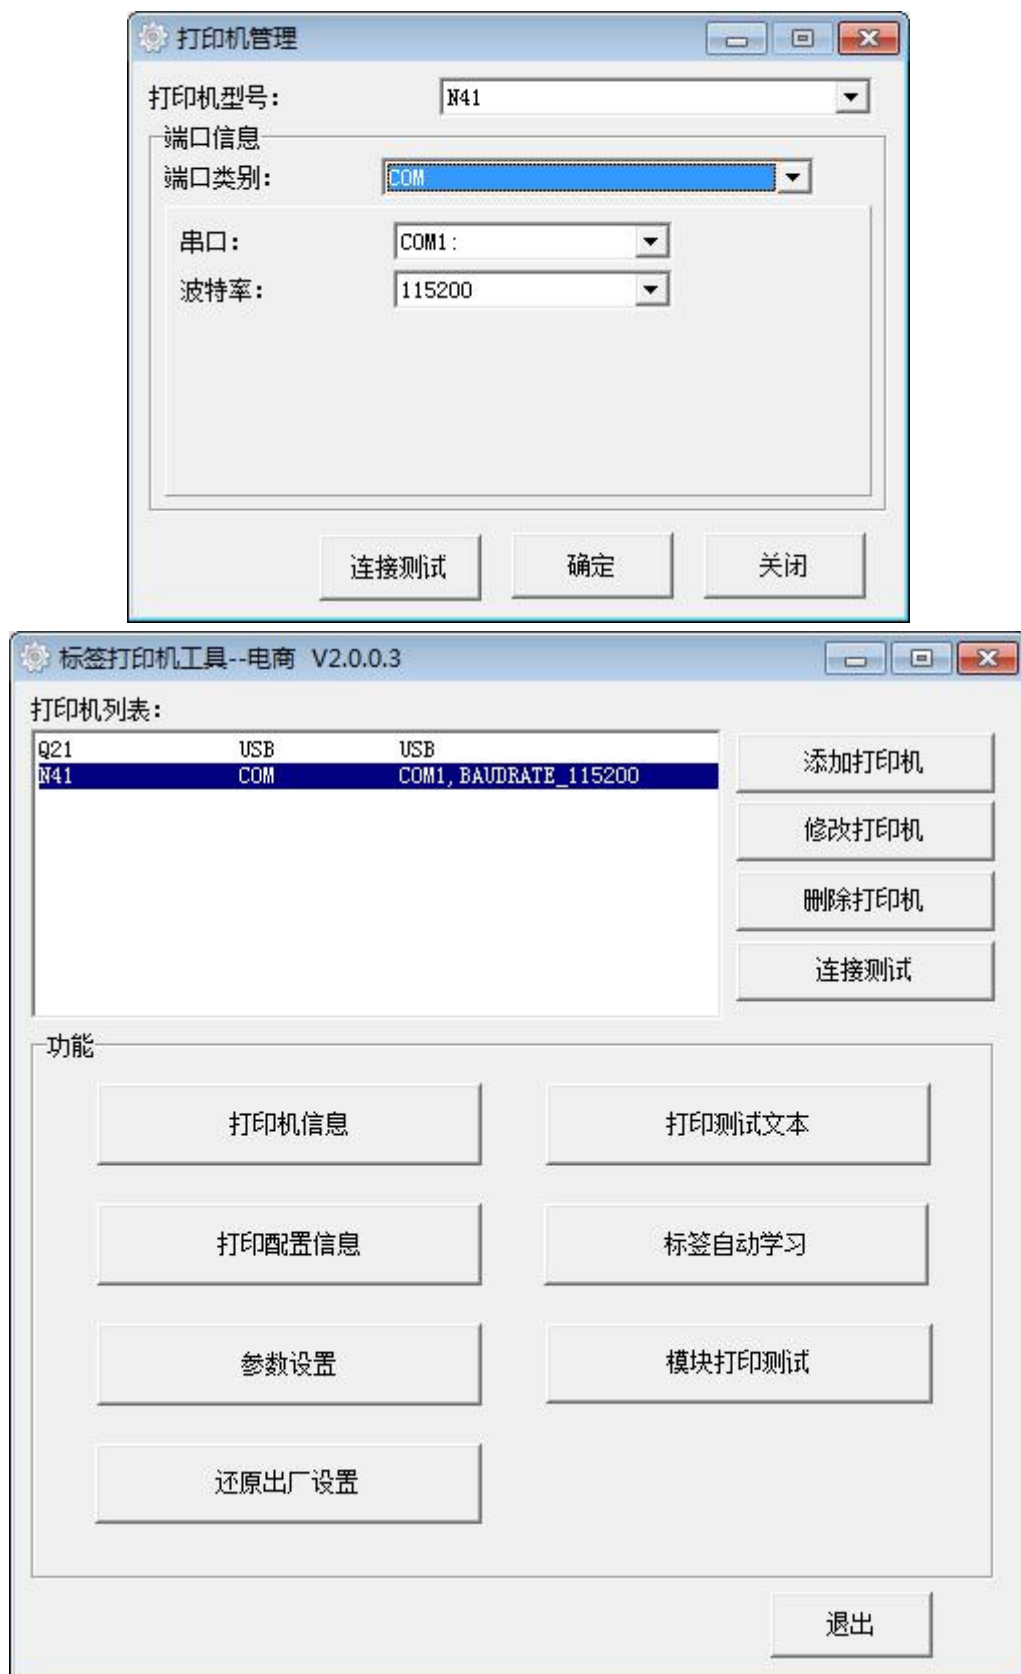 打印机管理
打印机型号: N41
端口信息
端口类别: COM
串口: COM1:
波特率: 115200
连接测试 确定 关闭
标签打印机工具--电商 V2.0.0.3
打印机列表:
Q21 USB USB
N41 COM COM1,BAUDRATE_115200
添加打印机
修改打印机
删除打印机
连接测试
功能
打印机信息 打印测试文本
打印配置信息 标签自动学习
参数设置 模块打印测试
还原出厂设置
退出